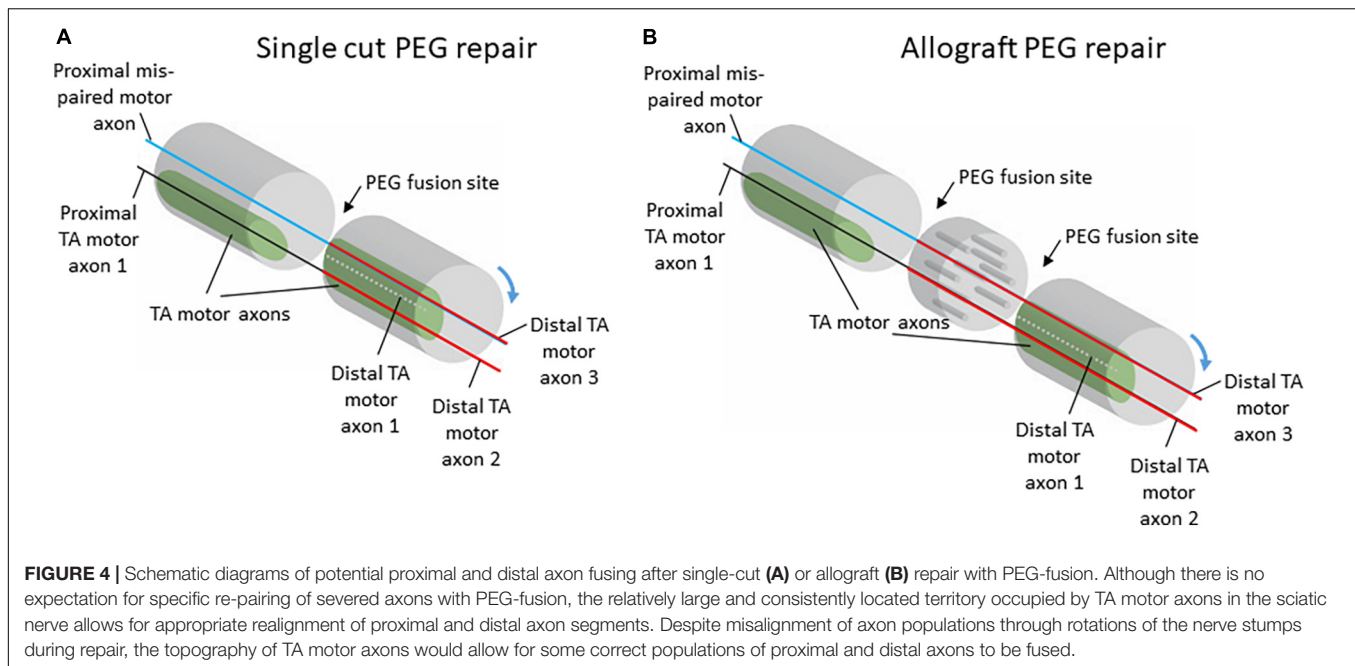 A
Single cut PEG repair
Proximal mis-
paired motor
axon
PEG fusion site
Proximal
TA motor
axon 1
TA motor axons
Distal TA
motor
axon 1
Distal TA
motor
axon 2
Distal TA
motor
axon 3
B
Allograft PEG repair
Proximal mis-
paired motor
axon
PEG fusion site
PEG fusion site
Proximal
TA motor
axon 1
TA motor axons
Distal TA
motor
axon 1
Distal TA
motor
axon 2
Distal TA
motor
axon 3
FIGURE 4 | Schematic diagrams of potential proximal and distal axon fusing after single-cut (A) or allograft (B) repair with PEG-fusion. Although there is no
expectation for specific re-pairing of severed axons with PEG-fusion, the relatively large and consistently located territory occupied by TA motor axons in the sciatic
nerve allows for appropriate realignment of proximal and distal axon segments. Despite misalignment of axon populations through rotations of the nerve stumps
during repair, the topography of TA motor axons would allow for some correct populations of proximal and distal axons to be fused.